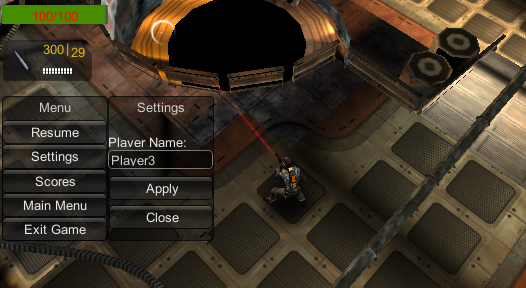 100/100
300|29
Menu
Resume
Settings
Scores
Main Menu
Exit Game
Settings
Player Name:
Player3
Apply
Close